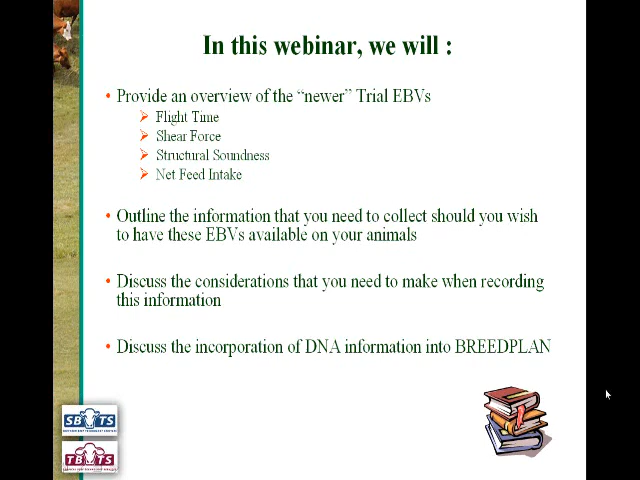 In this webinar, we will :
• Provide an overview of the “newer” Trial EBVs
Flight Time
Shear Force
Structural Soundness
Net Feed Intake
• Outline the information that you need to collect should you wish
to have these EBVs available on your animals
• Discuss the considerations that you need to make when recording
this information
• Discuss the incorporation of DNA information into BREEDPLAN
SBTS
TBTS